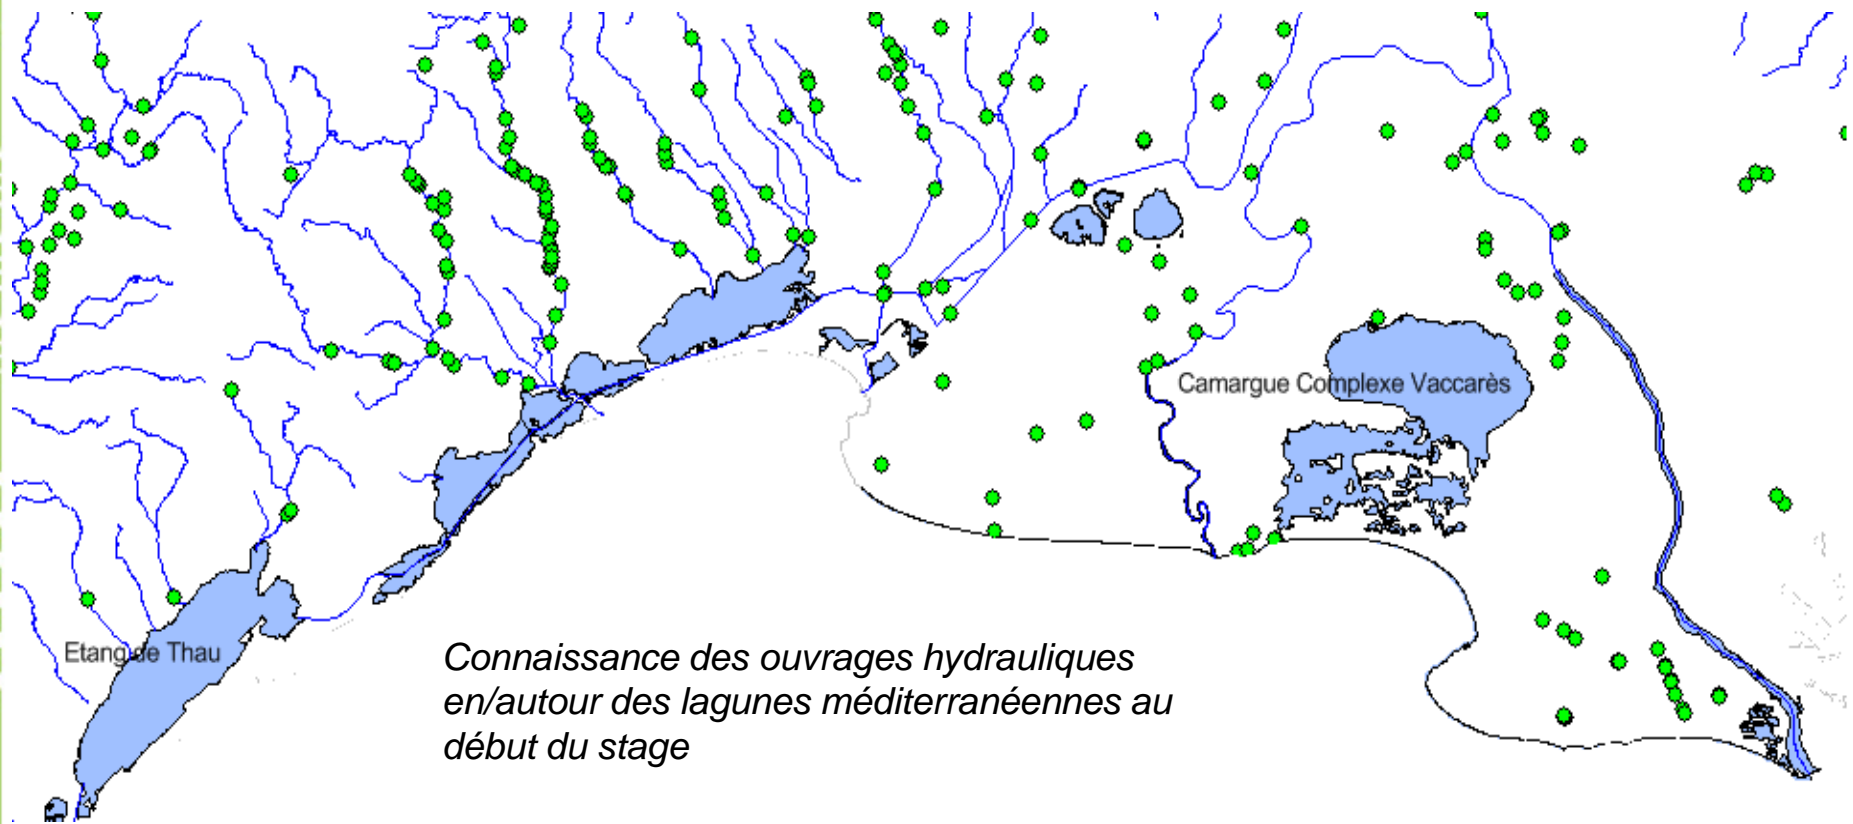 Camargue Complexe Vaccarès
Etang de Thau
Connaissance des ouvrages hydrauliques
en/autour des lagunes méditerranéennes au
début du stage